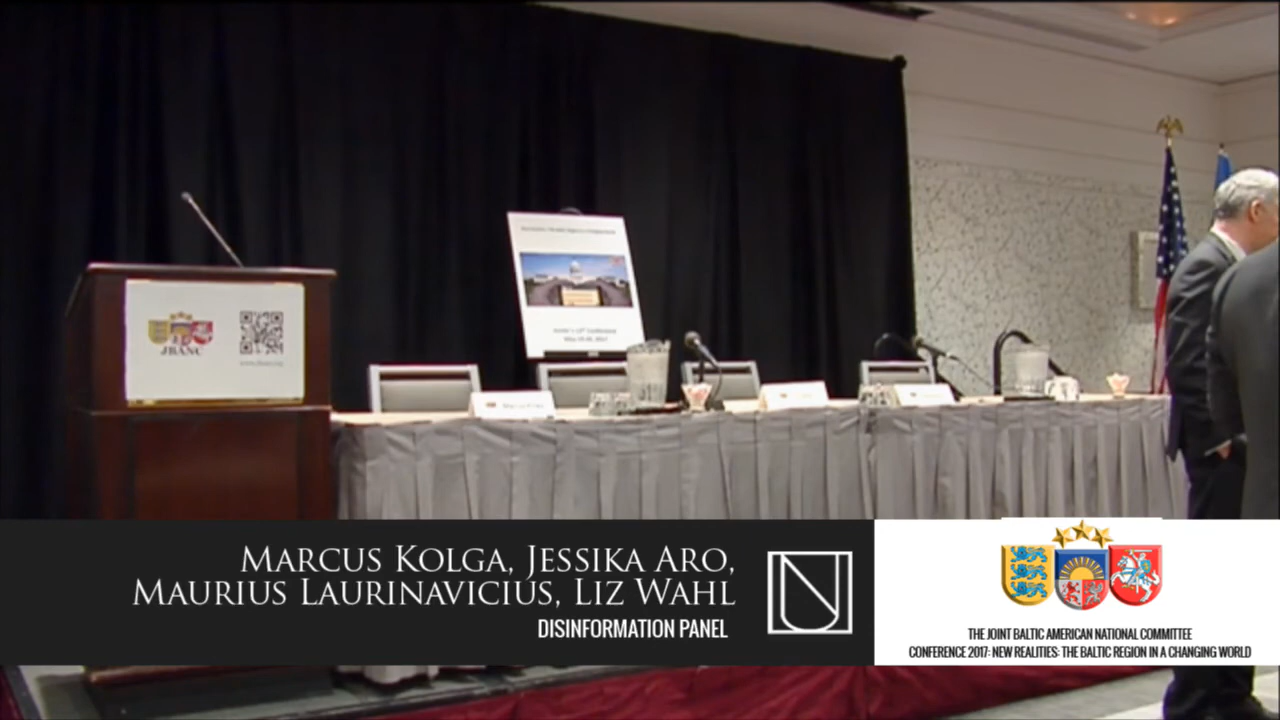 JBANC
MARCUS KOLGA, JESSIKA ARO,
MAURIUS LAURINAVICIUS, LIZ WAHL
DISINFORMATION PANEL
THE JOINT BALTIC AMERICAN NATIONAL COMMITTEE
CONFERENCE 2017: NEW REALITIES: THE BALTIC REGION IN A CHANGING WORLD